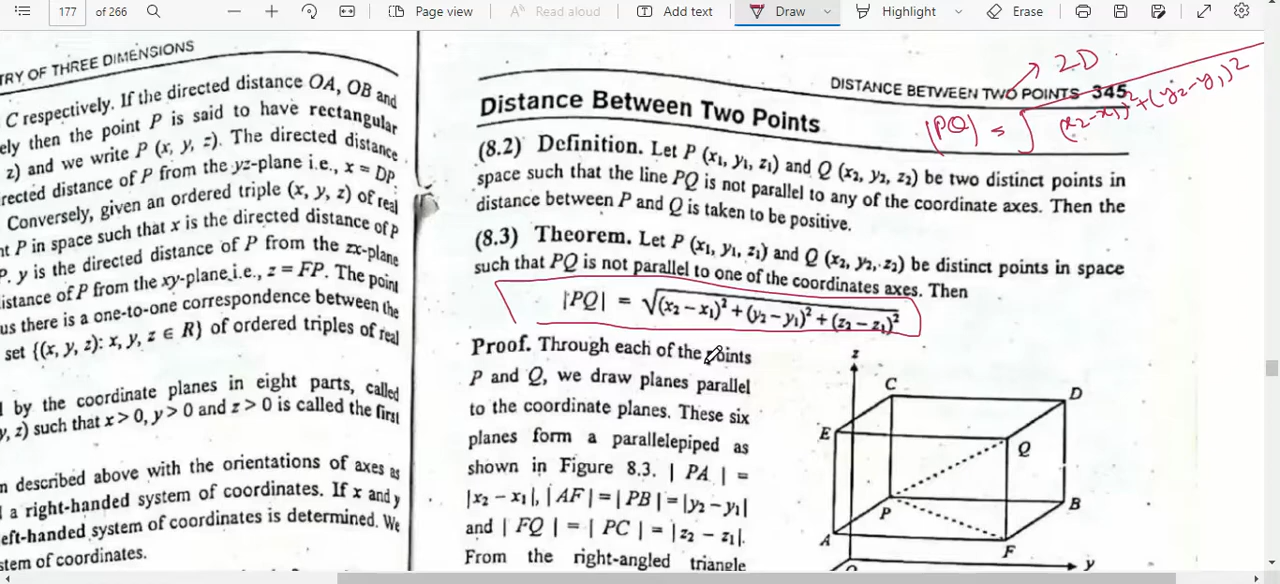 177 of 266 Page view Read aloud Add text Draw Highlight Erase
TRY OF THREE DIMENSIONS
C respectively. If the directed distance OA, OB and
ely then the point P is said to have rectangular
z) and we write P (x, y, z). The directed distance
rected distance of P from the yz-plane i.e., x = DP.
Conversely, given an ordered triple (x, y, z) of real
nt P in space such that x is the directed distance of
P. y is the directed distance of P from the zx-plane
istance of P from the xy-plane i.e., z = FP. The point
us there is a one-to-one correspondence between the
set {(x, y, z): x, y, z ∈ R} of ordered triples of real
d by the coordinate planes in eight parts, called
y, z) such that x > 0, y > 0 and z > 0 is called the first
n described above with the orientations of axes as
a right-handed system of coordinates. If x and y
eft-handed system of coordinates is determined. We
stem of coordinates.
2D
DISTANCE BETWEEN TWO POINTS 345
|PQ| = √(x2-x1)²+(y2-y1)²
Distance Between Two Points
(8.2) Definition. Let P (x₁, y₁, z₁) and Q (x₂, y₂, z₂) be two distinct points in
space such that the line PQ is not parallel to any of the coordinate axes. Then the
distance between P and Q is taken to be positive.
(8.3) Theorem. Let P (x₁, y₁, z₁) and Q (x₂, y₂, z₂) be distinct points in space
such that PQ is not parallel to one of the coordinates axes. Then
|PQ| = √(x₂ – x₁)² + (y₂ – y₁)² + (z₂ – z₁)²
Proof. Through each of the points
P and Q, we draw planes parallel
to the coordinate planes. These six
planes form a parallelepiped as
shown in Figure 8.3. | PA | =
|x₂ – x₁|, | AF | = | PB | = |y₂ – y₁|
and | FQ | = | PC | = |z₂ – z₁|.
From the right-angled triangle
z
C
D
E
Q
P
B
A
F
y